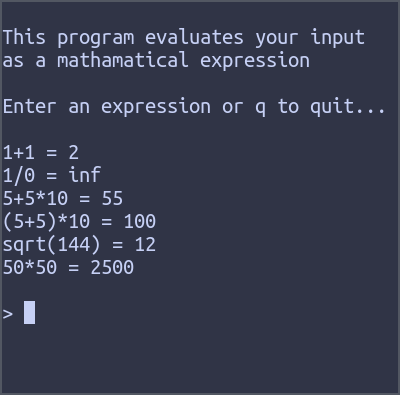 This program evaluates your input
as a mathamatical expression
Enter an expression or q to quit...
1+1 = 2
1/0 = inf
5+5*10 = 55
(5+5)*10 = 100
sqrt(144) = 12
50*50 = 2500
>